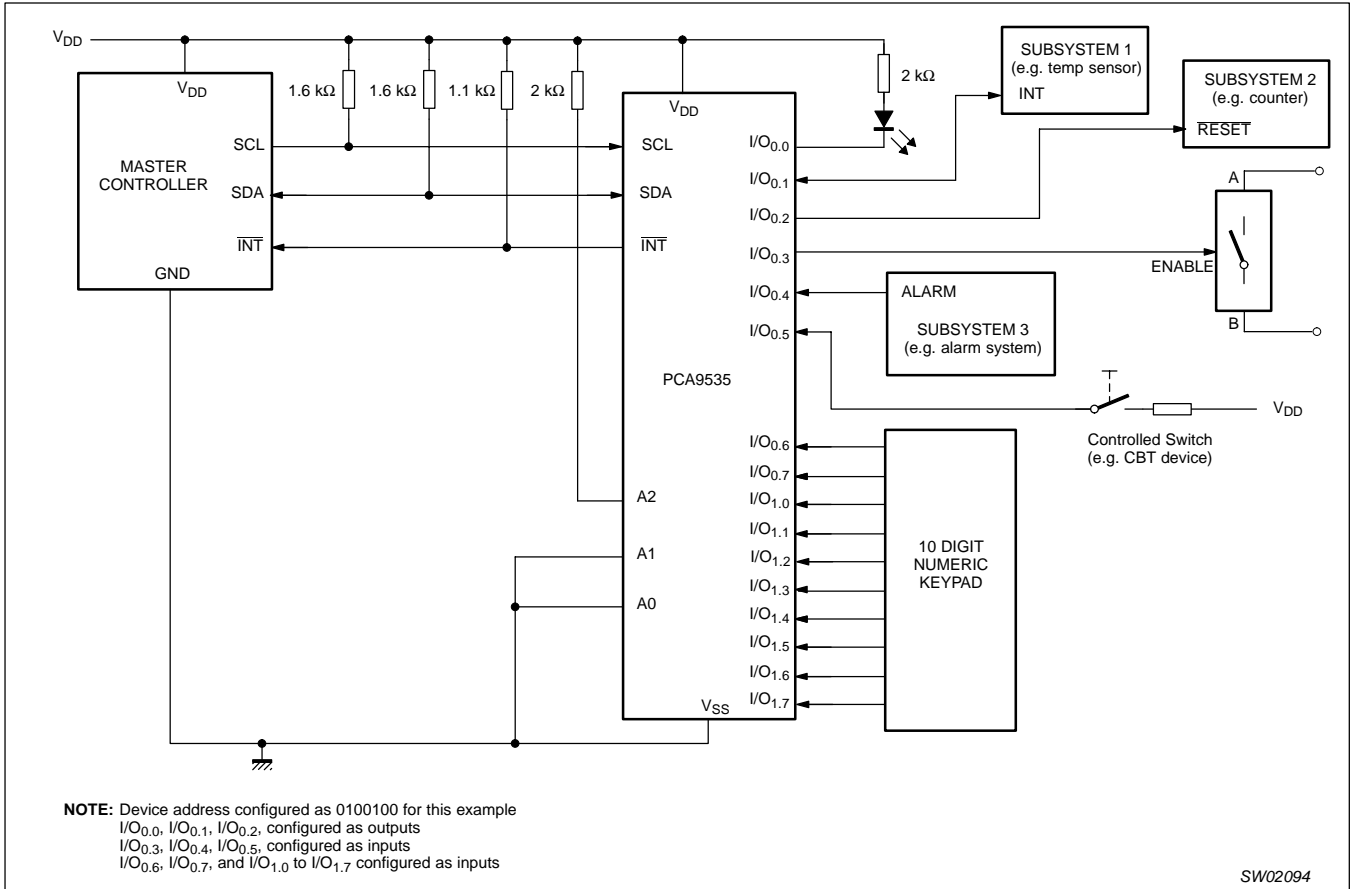 VDD
VDD
MASTER
CONTROLLER
SCL
SDA
INT
GND
1.6 kΩ
1.6 kΩ
1.1 kΩ
2 kΩ
VDD
SCL
SDA
INT
PCA9535
A2
A1
A0
VSS
I/O0.0
I/O0.1
I/O0.2
I/O0.3
I/O0.4
I/O0.5
I/O0.6
I/O0.7
I/O1.0
I/O1.1
I/O1.2
I/O1.3
I/O1.4
I/O1.5
I/O1.6
I/O1.7
2 kΩ
SUBSYSTEM 1
(e.g. temp sensor)
INT
SUBSYSTEM 2
(e.g. counter)
RESET
A
ENABLE
B
ALARM
SUBSYSTEM 3
(e.g. alarm system)
VDD
Controlled Switch
(e.g. CBT device)
10 DIGIT
NUMERIC
KEYPAD
NOTE: Device address configured as 0100100 for this example
I/O0.0, I/O0.1, I/O0.2, configured as outputs
I/O0.3, I/O0.4, I/O0.5, configured as inputs
I/O0.6, I/O0.7, and I/O1.0 to I/O1.7 configured as inputs
SW02094